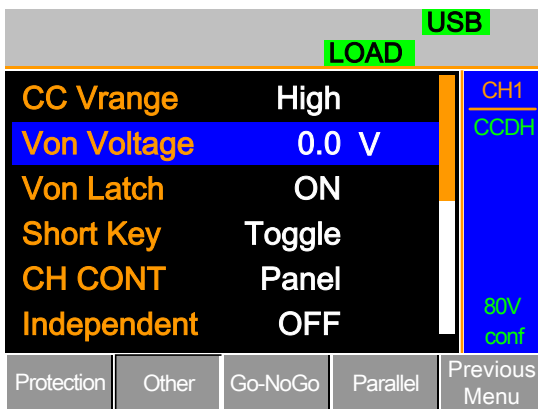 USB
LOAD
CC Vrange High
Von Voltage 0.0 V
Von Latch ON
Short Key Toggle
CH CONT Panel
Independent OFF
CH1
CCDH
80V
conf
Protection Other Go-NoGo Parallel Previous Menu